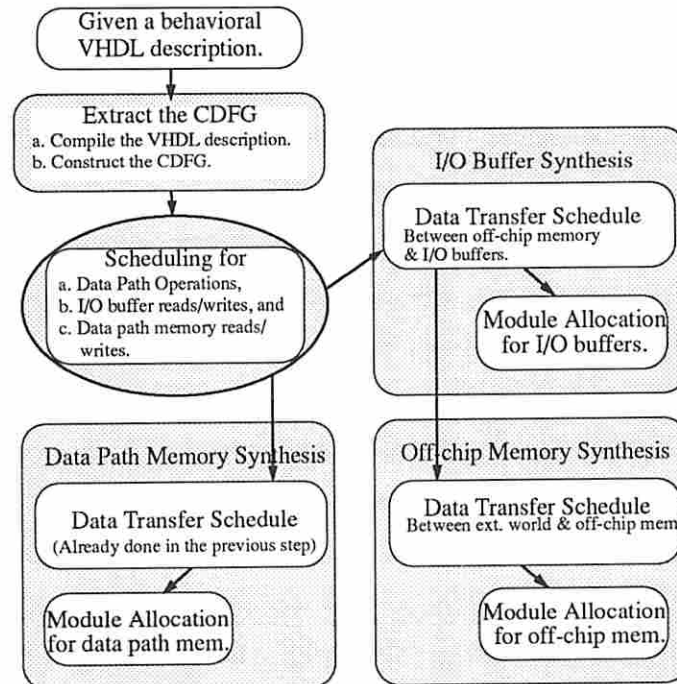 Given a behavioral
VHDL description.
Extract the CDFG
a. Compile the VHDL description.
b. Construct the CDFG.
Scheduling for
a. Data Path Operations,
b. I/O buffer reads/writes, and
c. Data path memory reads/
writes.
I/O Buffer Synthesis
Data Transfer Schedule
Between off-chip memory
& I/O buffers.
Module Allocation
for I/O buffers.
Data Path Memory Synthesis
Data Transfer Schedule
(Already done in the previous step)
Module Allocation
for data path mem.
Off-chip Memory Synthesis
Data Transfer Schedule
Between ext. world & off-chip mem
Module Allocation
for off-chip mem.